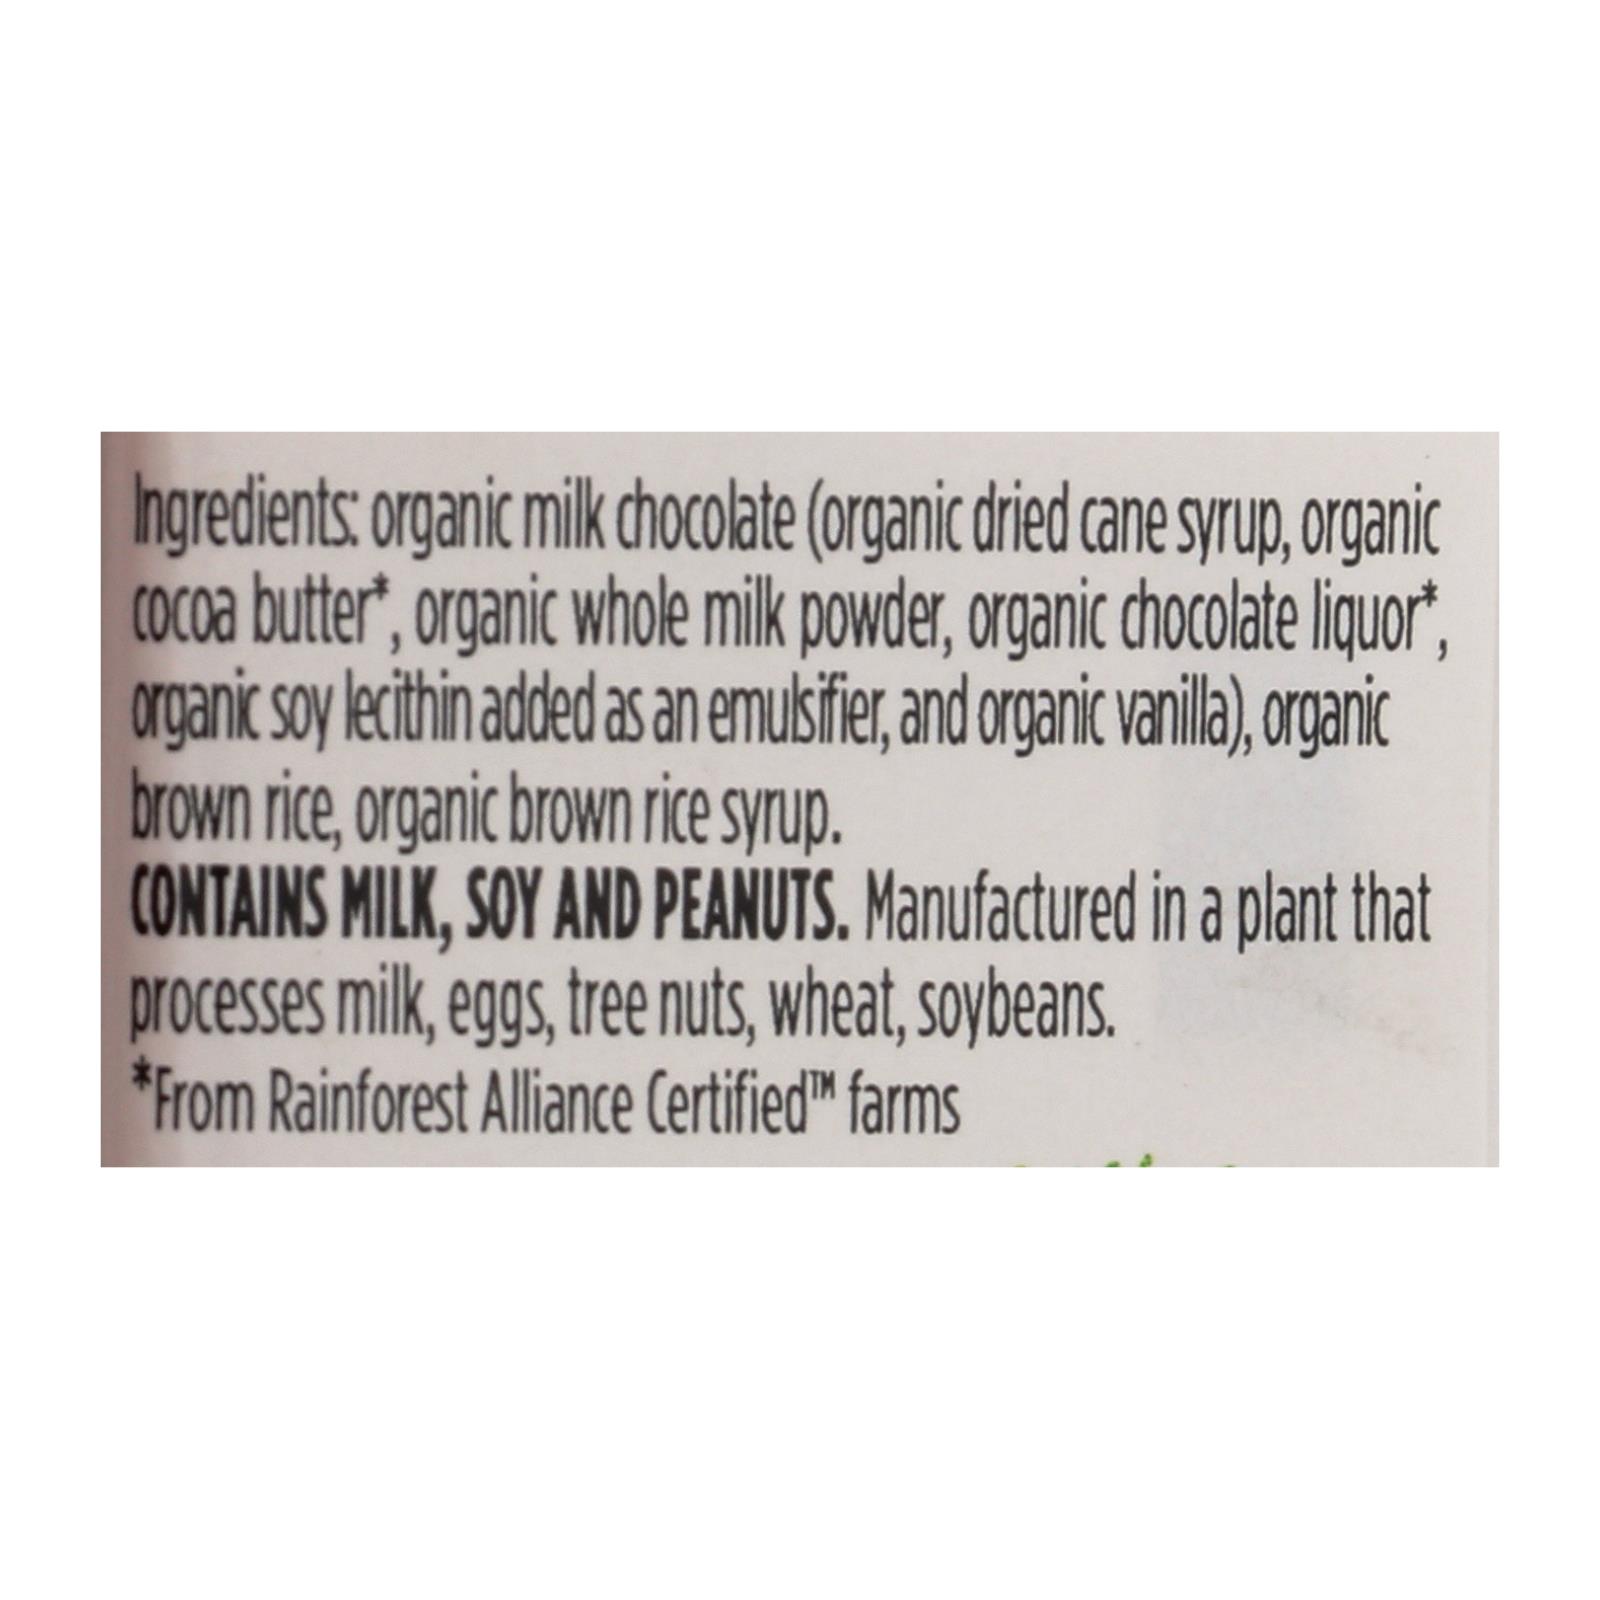 Ingredients: organic milk chocolate (organic dried cane syrup, organic
cocoa butter*, organic whole milk powder, organic chocolate liquor*,
organic soy lecithin added as an emulsifier, and organic vanilla), organic
brown rice, organic brown rice syrup.
CONTAINS MILK, SOY AND PEANUTS. Manufactured in a plant that
processes milk, eggs, tree nuts, wheat, soybeans.
*From Rainforest Alliance Certified™ farms